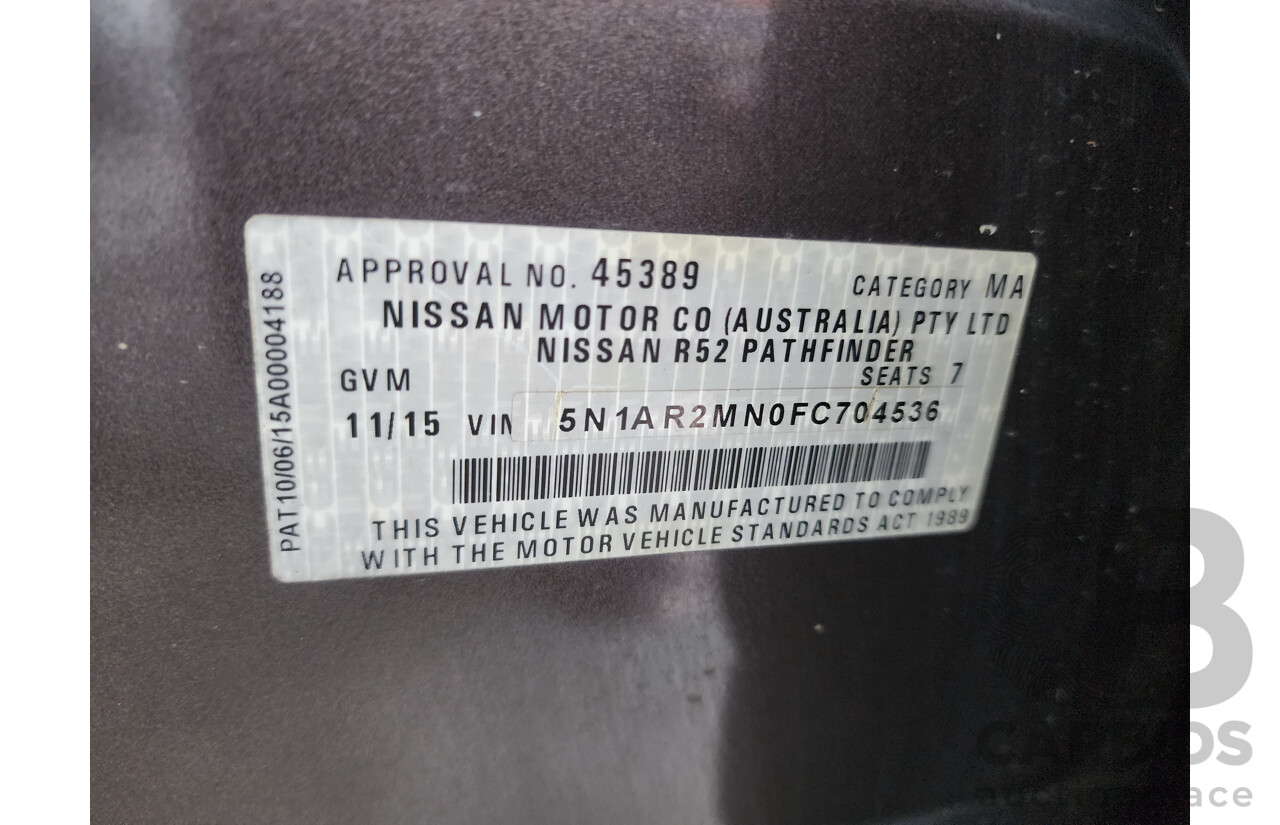 APPROVAL NO. 45389 CATEGORY MA
NISSAN MOTOR CO (AUSTRALIA) PTY LTD
NISSAN R52 PATHFINDER
GVM SEATS 7
11/15 VIN 5N1AR2MN0FC704536
THIS VEHICLE WAS MANUFACTURED TO COMPLY
WITH THE MOTOR VEHICLE STANDARDS ACT 1989
PAT10/06/15A00004188